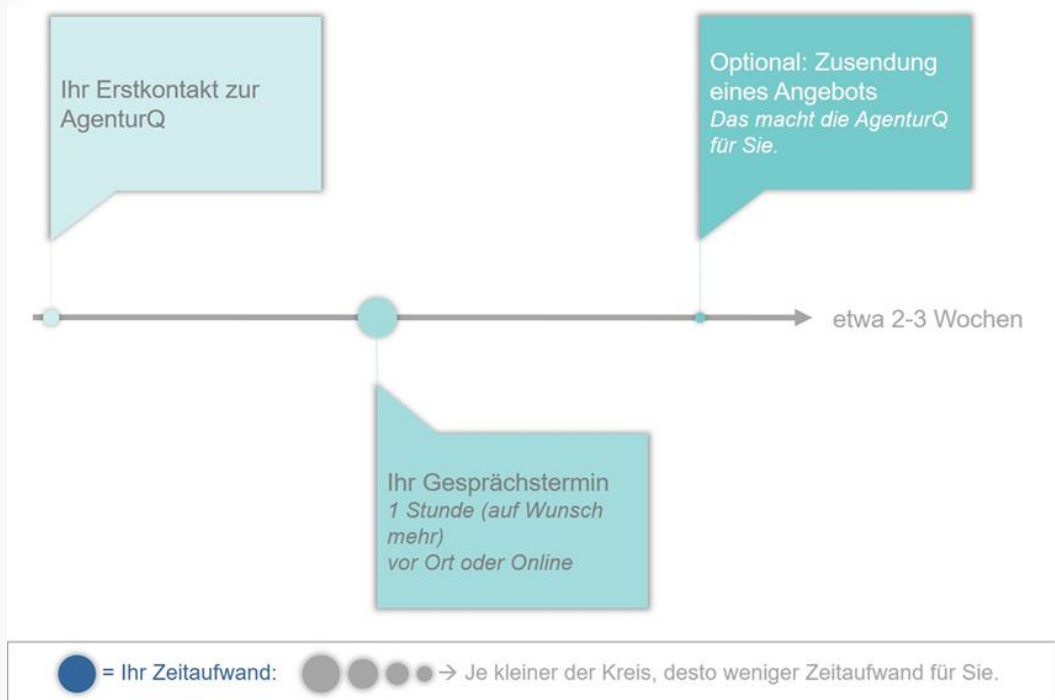 Ihr Erstkontakt zur
AgenturQ
Optional: Zusendung
eines Angebots
Das macht die AgenturQ
für Sie.
etwa 2-3 Wochen
Ihr Gesprächstermin
1 Stunde (auf Wunsch
mehr)
vor Ort oder Online
= Ihr Zeitaufwand: → Je kleiner der Kreis, desto weniger Zeitaufwand für Sie.